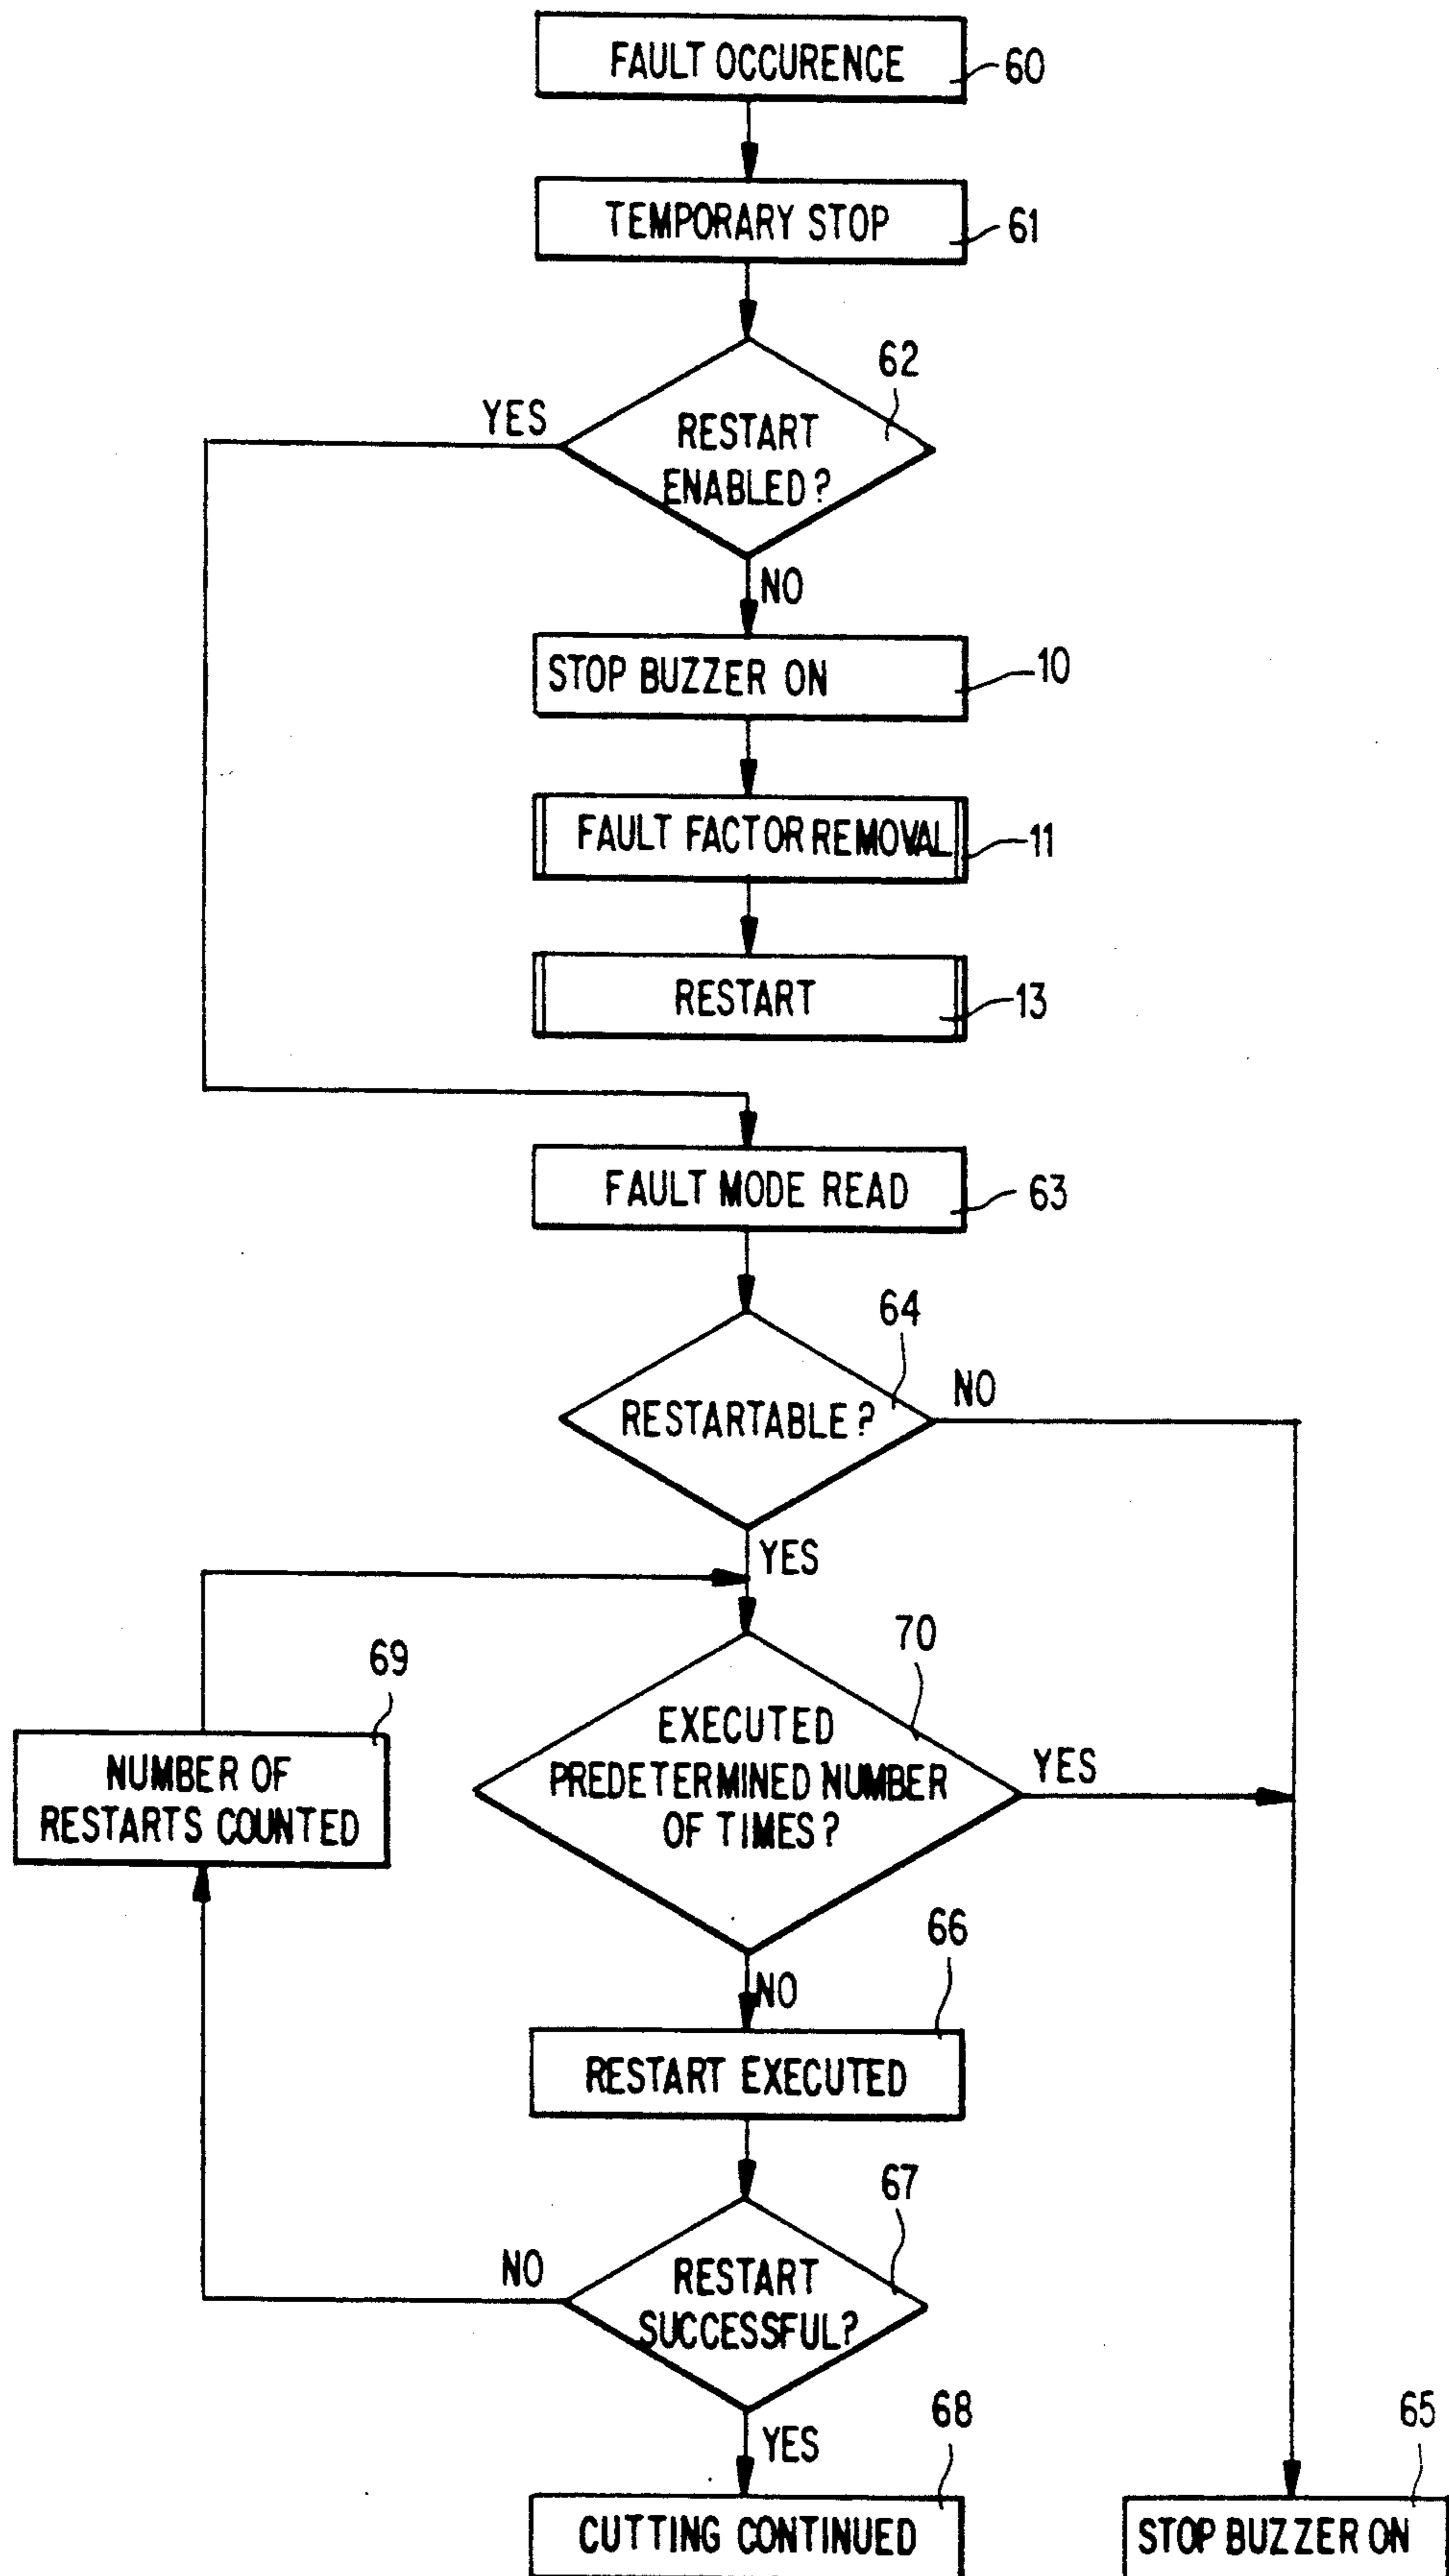 FAULT OCCURENCE
60
TEMPORARY STOP
61
62
YES
RESTART
ENABLED?
NO
STOP BUZZER ON
10
FAULT FACTOR REMOVAL
11
RESTART
13
FAULT MODE READ
63
64
RESTARTABLE?
NO
YES
69
70
NUMBER OF
RESTARTS COUNTED
EXECUTED
PREDETERMINED NUMBER
OF TIMES?
YES
66
NO
RESTART EXECUTED
67
NO
RESTART
SUCCESSFUL?
68
65
YES
CUTTING CONTINUED
STOP BUZZER ON